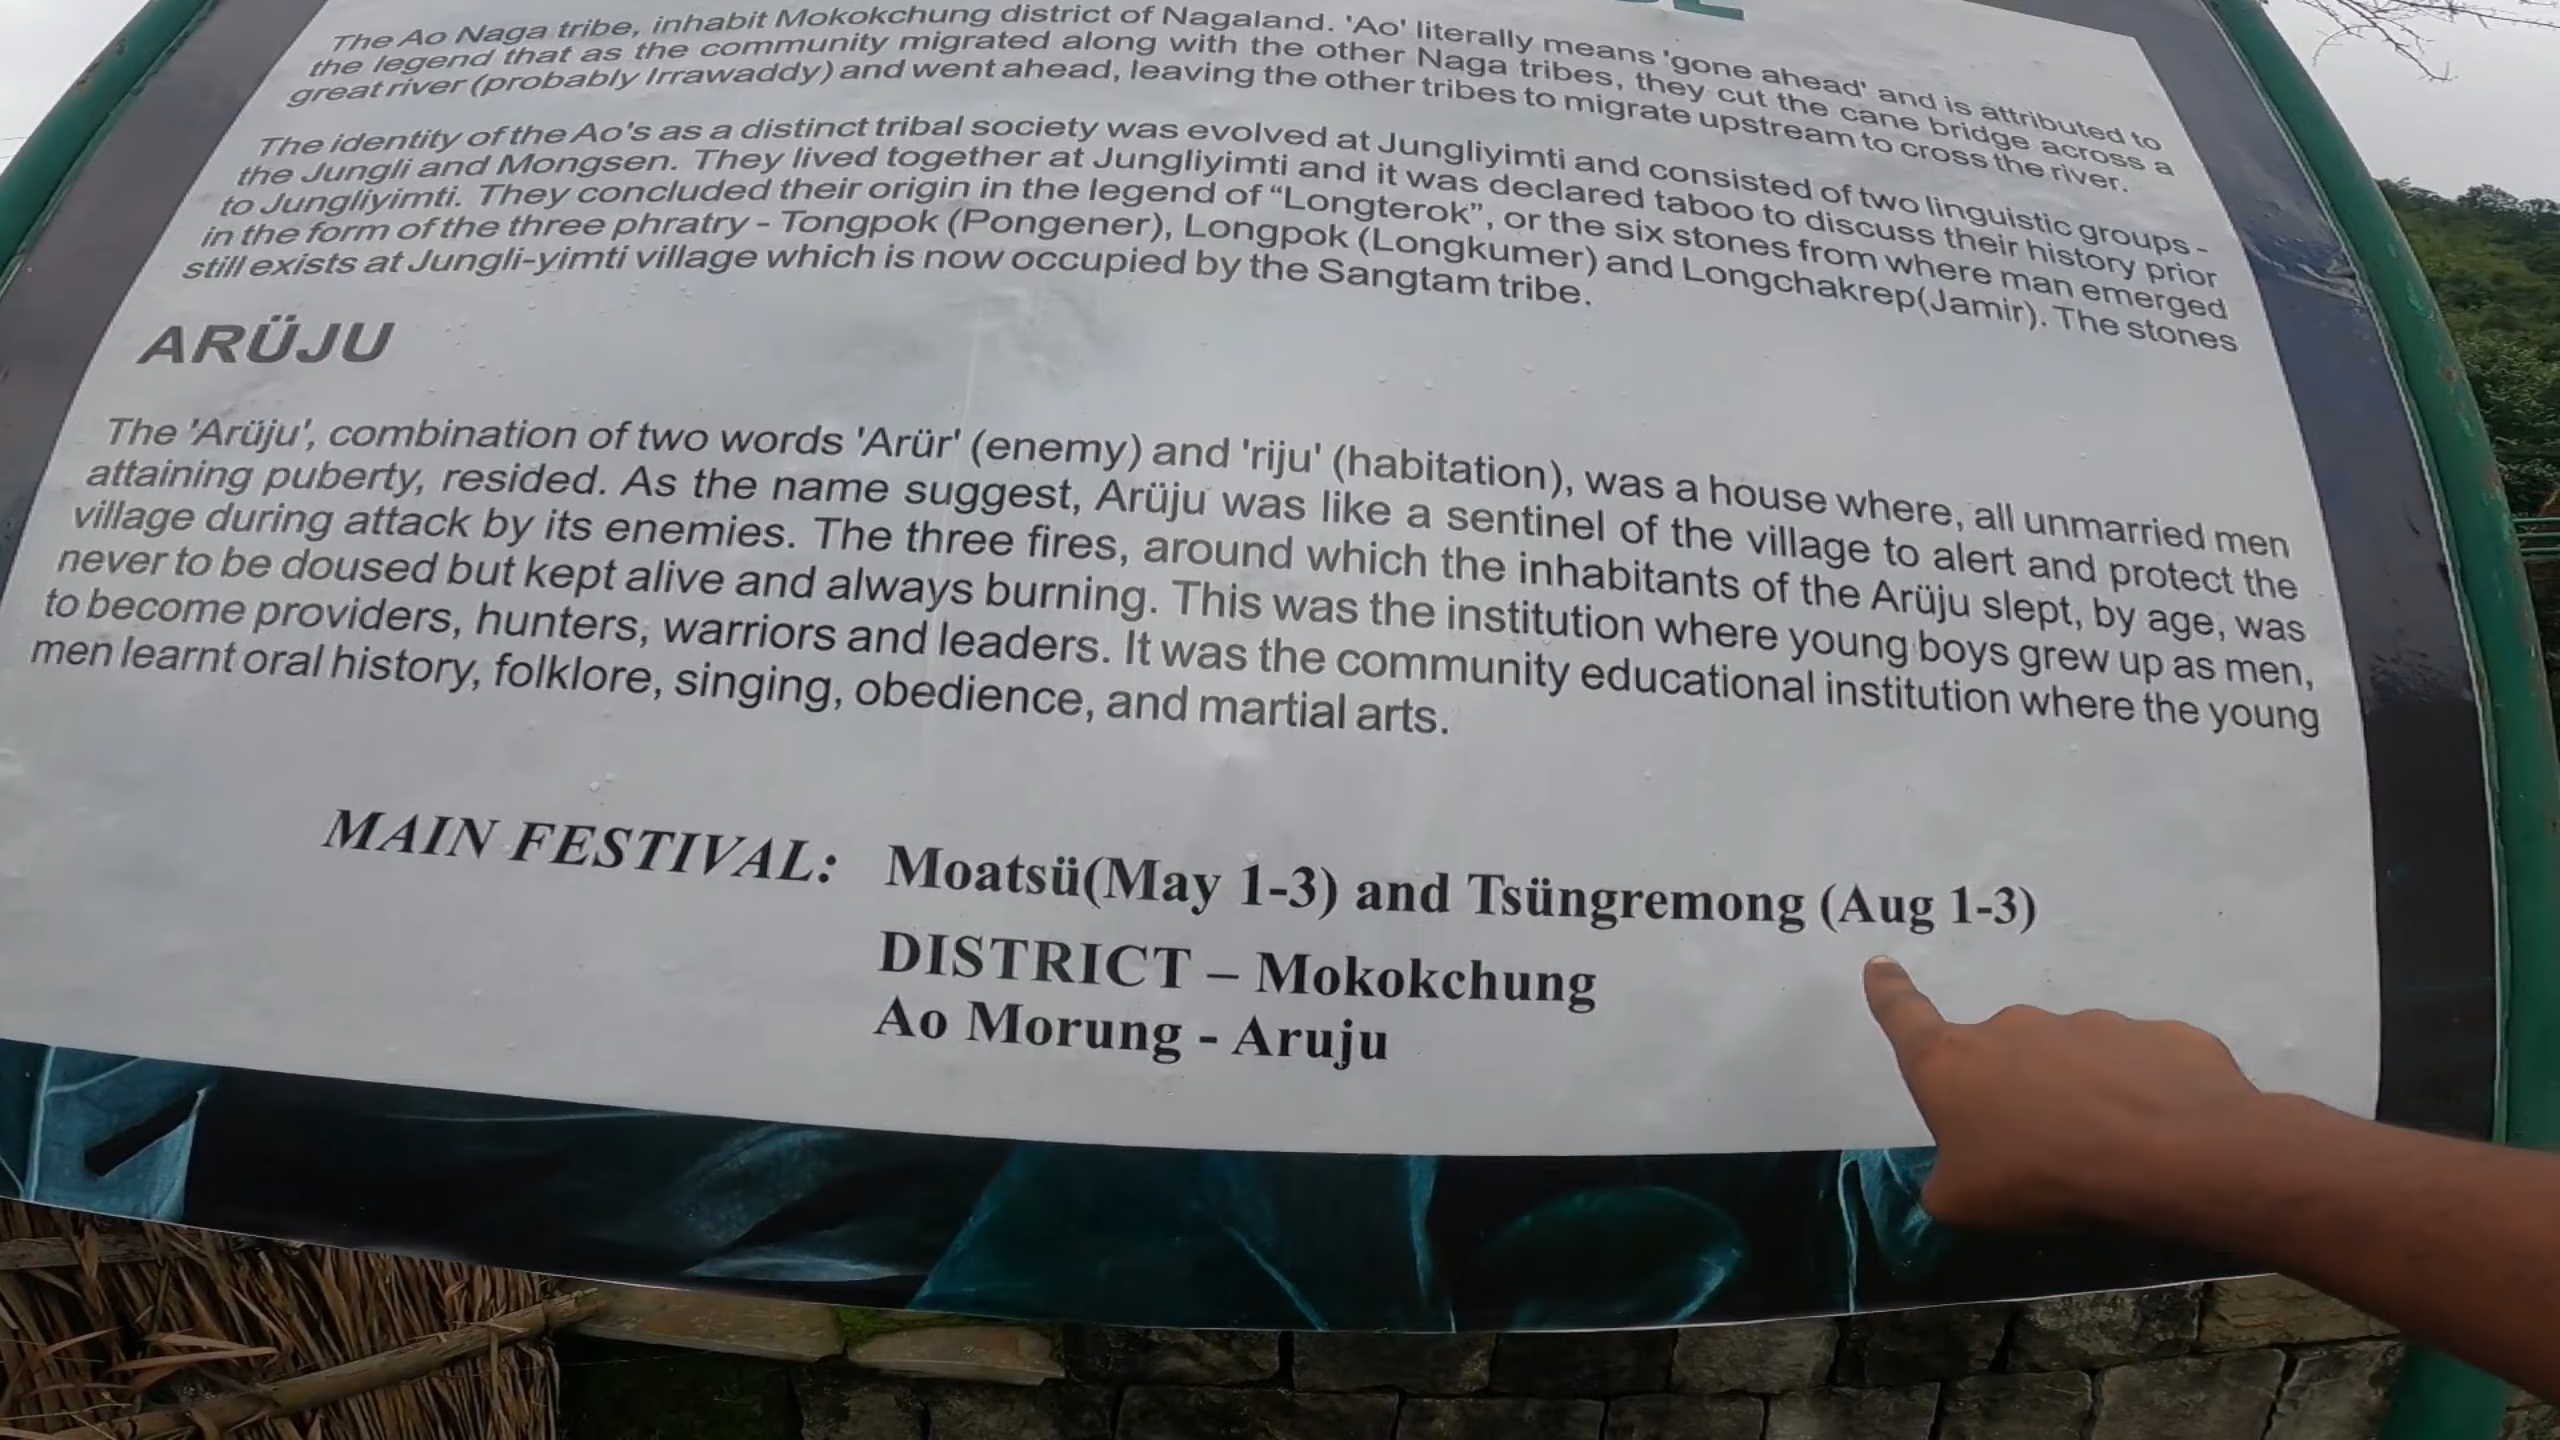 The Ao Naga tribe, inhabit Mokokchung district of Nagaland. 'Ao' literally means 'gone ahead' and is attributed to
the legend that as the community migrated along with the other Naga tribes, they cut the cane bridge across a
great river (probably Irrawaddy) and went ahead, leaving the other tribes to migrate upstream to cross the river.
The identity of the Ao's as a distinct tribal society was evolved at Jungliyimti and consisted of two linguistic groups -
the Jungli and Mongsen. They lived together at Jungliyimti and it was declared taboo to discuss their history prior
to Jungliyimti. They concluded their origin in the legend of “Longterok”, or the six stones from where man emerged
in the form of the three phratry - Tongpok (Pongener), Longpok (Longkumer) and Longchakrep(Jamir). The stones
still exists at Jungli-yimti village which is now occupied by the Sangtam tribe.
ARÜJU
The 'Arüju', combination of two words 'Arür' (enemy) and 'riju' (habitation), was a house where, all unmarried men
attaining puberty, resided. As the name suggest, Arüju was like a sentinel of the village to alert and protect the
village during attack by its enemies. The three fires, around which the inhabitants of the Arüju slept, by age, was
never to be doused but kept alive and always burning. This was the institution where young boys grew up as men,
to become providers, hunters, warriors and leaders. It was the community educational institution where the young
men learnt oral history, folklore, singing, obedience, and martial arts.
MAIN FESTIVAL: Moatsü(May 1-3) and Tsüngremong (Aug 1-3)
DISTRICT – Mokokchung
Ao Morung - Aruju